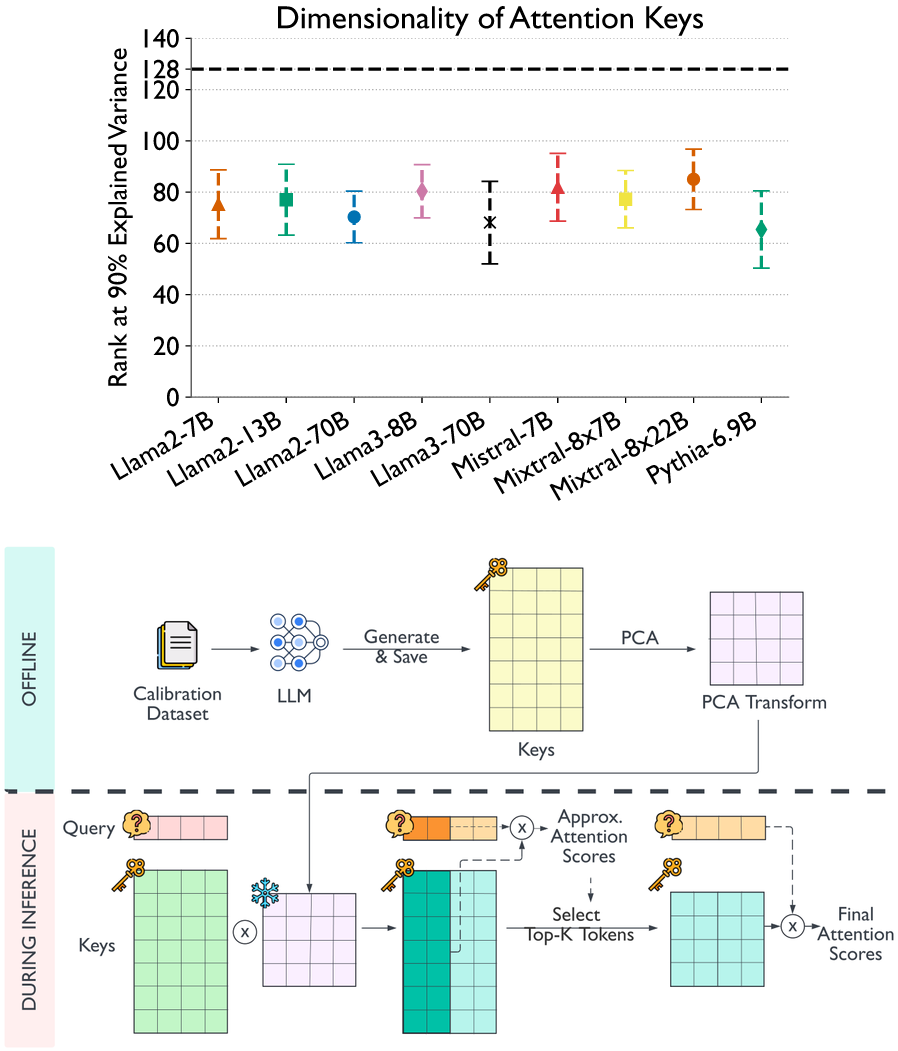 Dimensionality of Attention Keys
Rank at 90% Explained Variance
140
128
120
100
80
60
40
20
0
Llama2-7B
Llama2-13B
Llama2-70B
Llama3-8B
Llama3-70B
Mistral-7B
Mixtral-8x7B
Mixtral-8x22B
Pythia-6.9B
OFFLINE
Calibration
Dataset
LLM
Generate
& Save
Keys
PCA
PCA Transform
DURING INFERENCE
Query
?
Keys
X
?
X
Approx.
Attention
Scores
Select
Top-K Tokens
?
X
Final
Attention
Scores